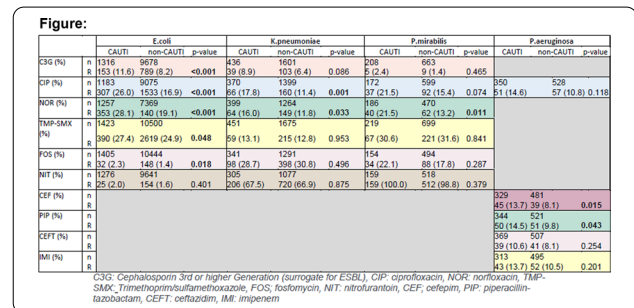 Figure:
E.coli K.pneumoniae P.mirabilis P.aeruginosa
CAUTI non-CAUTI p-value CAUTI non-CAUTI p-value CAUTI non-CAUTI p-value CAUTI non-CAUTI p-value
C3G (%) n 1316 9678 436 1601 208 663
R 153 (11.6) 789 (8.2) <0.001 39 (8.9) 103 (6.4) 0.086 5 (2.4) 9 (1.4) 0.465
CIP (%) n 1183 9075 370 1399 172 599 350 528
R 307 (26.0) 1533 (16.9) <0.001 66 (17.8) 160 (11.4) 0.001 37 (21.5) 92 (15.4) 0.074 51 (14.6) 57 (10.8) 0.118
NOR (%) n 1257 7369 399 1264 186 470
R 353 (28.1) 140 (19.1) <0.001 64 (16.0) 149 (11.8) 0.033 40 (21.5) 62 (13.2) 0.011
TMP-SMX (%) n 1423 10500 451 1675 219 699
R 390 (27.4) 2619 (24.9) 0.048 59 (13.1) 215 (12.8) 0.953 67 (30.6) 221 (31.6) 0.841
FOS (%) n 1405 10444 341 1291 154 494
R 32 (2.3) 148 (1.4) 0.018 98 (28.7) 398 (30.8) 0.496 34 (22.1) 88 (17.8) 0.287
NIT (%) n 1276 9641 305 1077 159 518
R 25 (2.0) 154 (1.6) 0.401 206 (67.5) 720 (66.9) 0.875 159 (100.0) 512 (98.8) 0.379
CEF (%) n 329 481
R 45 (13.7) 39 (8.1) 0.015
PIP (%) n 344 521
R 50 (14.5) 51 (9.8) 0.043
CEFT (%) n 369 507
R 39 (10.6) 41 (8.1) 0.254
IMI (%) n 313 495
R 43 (13.7) 52 (10.5) 0.201
C3G: Cephalosporin 3rd or higher Generation (surrogate for ESBL), CIP: ciprofloxacin, NOR: norfloxacin, TMP-
SMX_Trimethoprim/sulfamethoxazole, FOS; fosfomycin, NIT: nitrofurantoin, CEF; cefepim, PIP: piperacillin-
tazobactam, CEFT: ceftazidim, IMI: imipenem